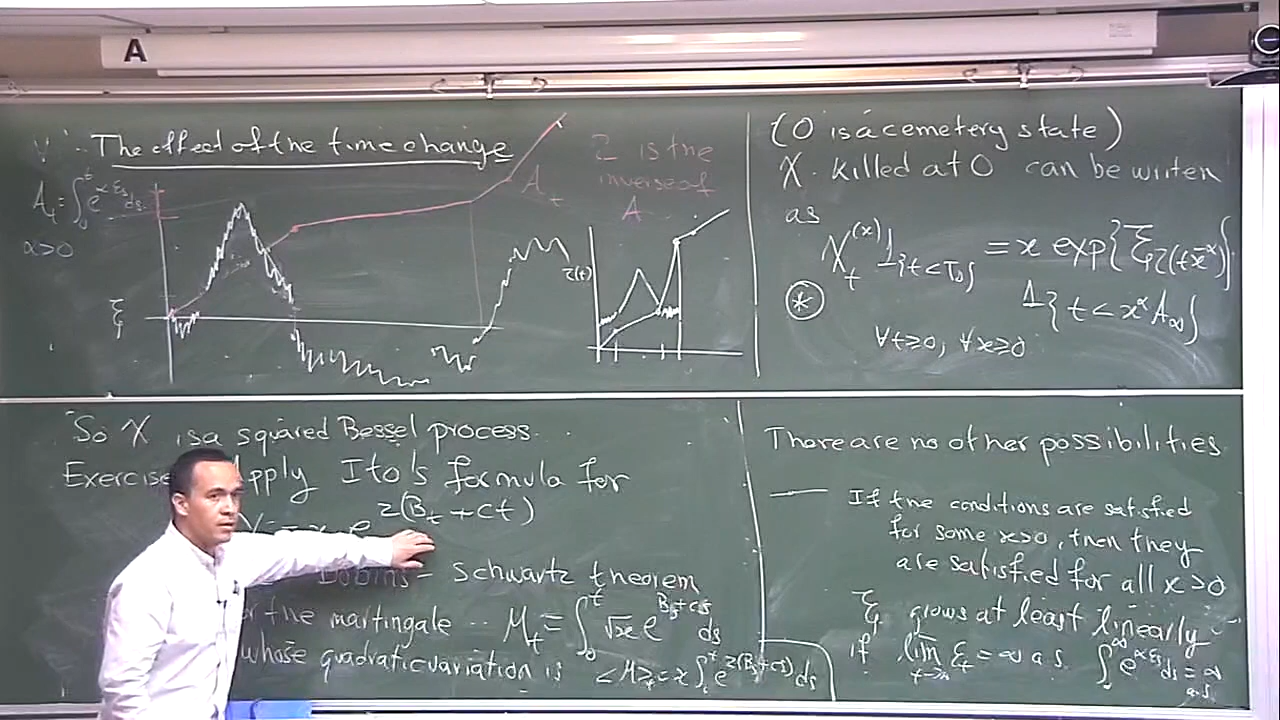 A
The effect of the time change
A_t = ∫_0^t e^{αξ_s} ds
α>0
ξ
A_t
τ is the
inverse of
A
τ(t)
(0 is a cemetery state)
X killed at 0 can be writen
as
X_t^{(x)} 1_{t<T_0} = x exp{ξ_{τ(tx^{-α})}}
1{t < x^α A_∞}
*
∀t≥0, ∀x≥0
So X is a squared Bessel process.
Exercise Apply Ito's formula for
e^{2(B_t + ct)}
Dubins - Schwartz theorem
the martingale M_t = ∫_0^t √x e^{B_s+cs} ds
whose quadratic variation is <M>_t = x ∫_0^t e^{2(B_s+cs)} ds
There are no other possibilities.
— If the conditions are satisfied
for some x>0, then they
are satisfied for all x>0
ξ grows at least linearly
if lim_{t→∞} ξ_t = ∞ a.s. ∫_0^∞ e^{αξ_s} ds = ∞
a.s.